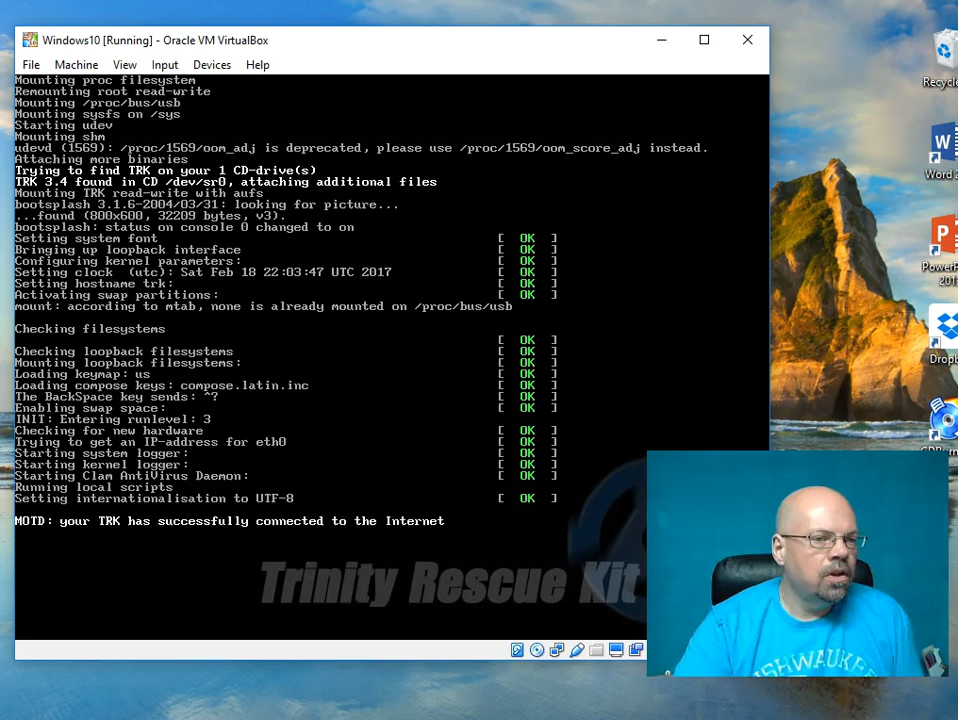 Windows10 [Running] - Oracle VM VirtualBox
File Machine View Input Devices Help
Mounting proc filesystem
Remounting root read-write
Mounting /proc/bus/usb
Mounting sysfs on /sys
Starting udev
Mounting shm
udevd (1569): /proc/1569/oom_adj is deprecated, please use /proc/1569/oom_score_adj instead.
Attaching more binaries
Trying to find TRK on your 1 CD-drive(s)
TRK 3.4 found in CD /dev/sr0, attaching additional files
Mounting TRK read-write with aufs
bootsplash 3.1.6-2004/03/31: looking for picture...
...found (800x600, 32209 bytes, v3).
bootsplash: status on console 0 changed to on
Setting system font [ OK ]
Bringing up loopback interface [ OK ]
Configuring kernel parameters: [ OK ]
Setting clock (utc): Sat Feb 18 22:03:47 UTC 2017 [ OK ]
Setting hostname trk: [ OK ]
Activating swap partitions: [ OK ]
mount: according to mtab, none is already mounted on /proc/bus/usb
Checking filesystems
[ OK ]
Checking loopback filesystems [ OK ]
Mounting loopback filesystems: [ OK ]
Loading keymap: us [ OK ]
Loading compose keys: compose.latin.inc [ OK ]
The BackSpace key sends: ^? [ OK ]
Enabling swap space: [ OK ]
INIT: Entering runlevel: 3
Checking for new hardware [ OK ]
Trying to get an IP-address for eth0 [ OK ]
Starting system logger: [ OK ]
Starting kernel logger: [ OK ]
Starting Clam AntiVirus Daemon: [ OK ]
Running local scripts
Setting internationalisation to UTF-8 [ OK ]
MOTD: your TRK has successfully connected to the Internet
Trinity Rescue Kit
Recycle
Word 2
PowerP
201
Dropb